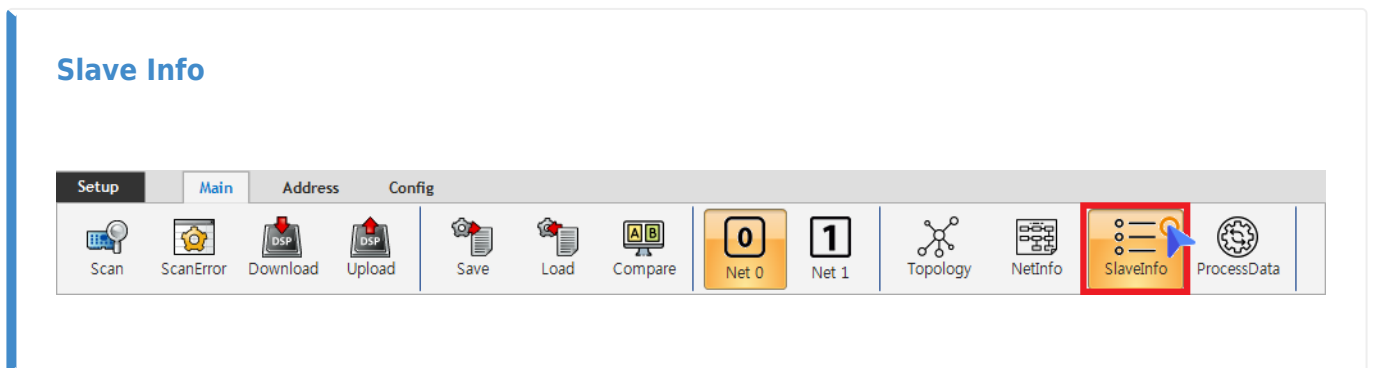 Slave Info
Setup Main Address Config
DSP DSP A B 0 1
Scan ScanError Download Upload Save Load Compare Net 0 Net 1 Topology NetInfo SlaveInfo ProcessData